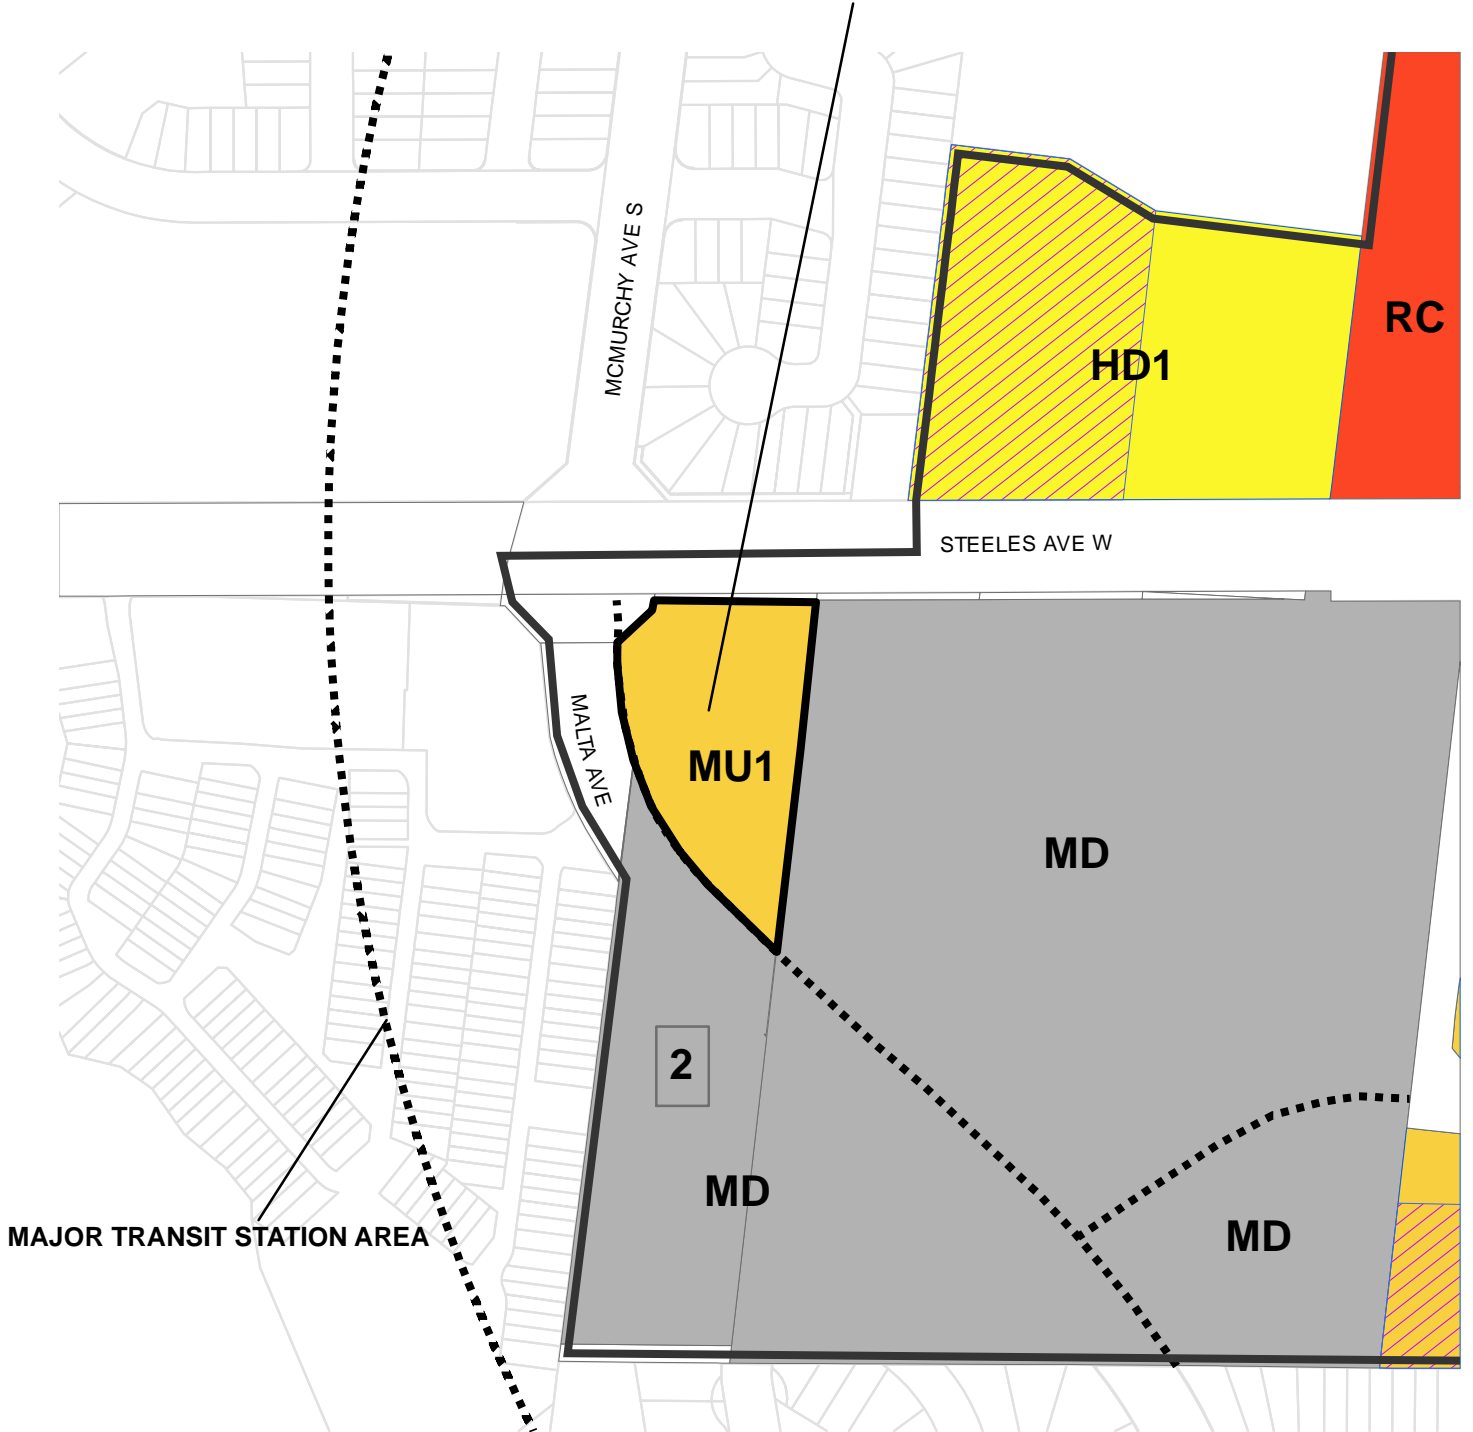 MCMURCHY AVE S
RC
HD1
STEELES AVE W
MALTA AVE
MU1
MD
2
MD
MAJOR TRANSIT STATION AREA
MD